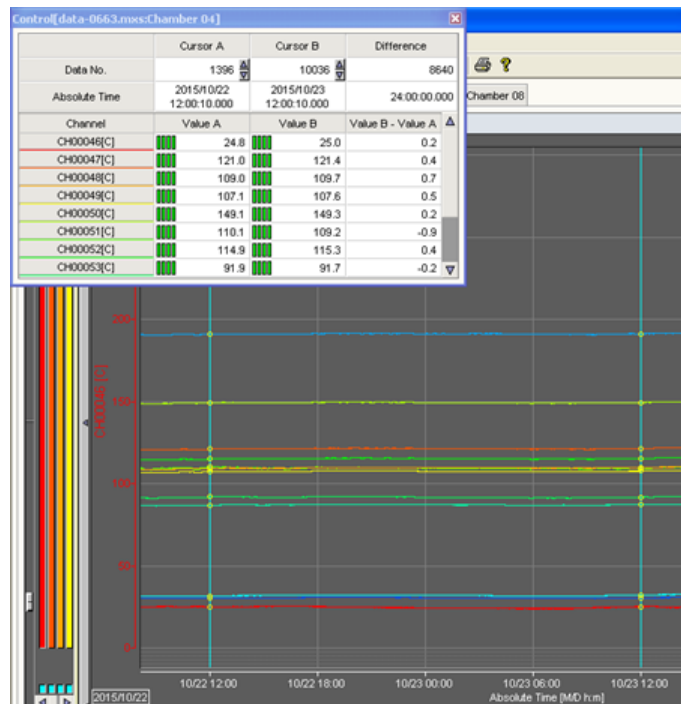 Control[data-0663.mxs:Chamber 04]
Cursor A Cursor B Difference
Data No. 1396 10036 8640
Absolute Time 2015/10/22 12:00:10.000 2015/10/23 12:00:10.000 24:00:00.000
Channel Value A Value B Value B - Value A
CH00046[C] 24.8 25.0 0.2
CH00047[C] 121.0 121.4 0.4
CH00048[C] 109.0 109.7 0.7
CH00049[C] 107.1 107.6 0.5
CH00050[C] 149.1 149.3 0.2
CH00051[C] 110.1 109.2 -0.9
CH00052[C] 114.9 115.3 0.4
CH00053[C] 91.9 91.7 -0.2
Chamber 08
200
150
100
50
0
CH00046 [C]
10/22 12:00 10/22 18:00 10/23 00:00 10/23 06:00 10/23 12:00
2015/10/22
Absolute Time [M/D h:m]